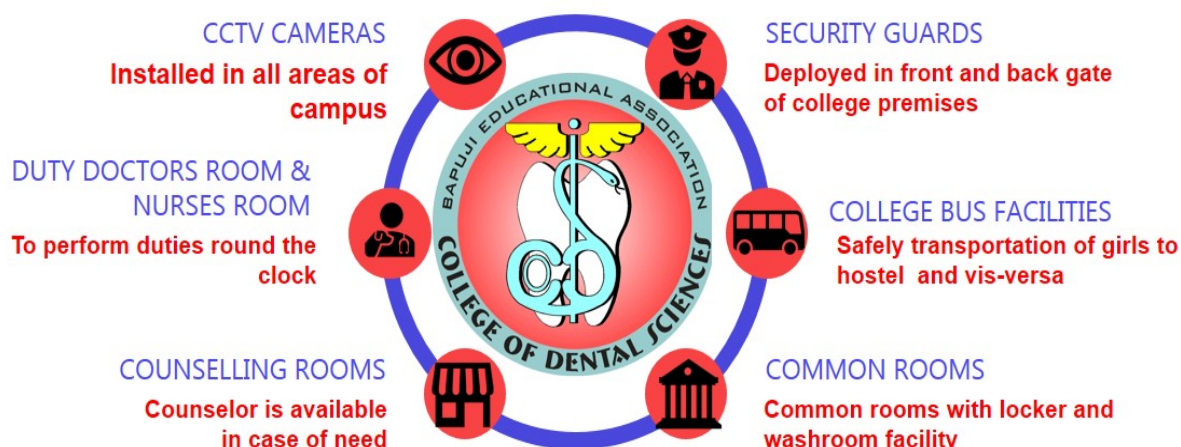 CCTV CAMERAS
Installed in all areas of
campus
SECURITY GUARDS
Deployed in front and back gate
of college premises
DUTY DOCTORS ROOM &
NURSES ROOM
To perform duties round the
clock
BAPUJI EDUCATIONAL ASSOCIATION
COLLEGE OF DENTAL SCIENCES
COLLEGE BUS FACILITIES
Safely transportation of girls to
hostel and vis-versa
COUNSELLING ROOMS
Counselor is available
in case of need
COMMON ROOMS
Common rooms with locker and
washroom facility